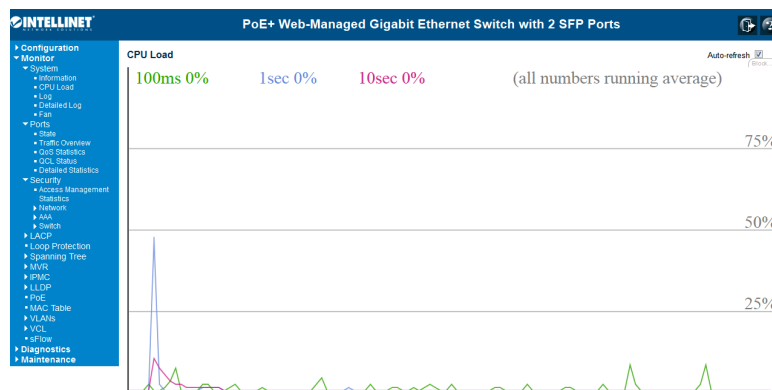 INTELLINET
NETWORK SOLUTIONS
PoE+ Web-Managed Gigabit Ethernet Switch with 2 SFP Ports
Configuration
Monitor
System
Information
CPU Load
Log
Detailed Log
Fan
Ports
State
Traffic Overview
QoS Statistics
QCL Status
Detailed Statistics
Security
Access Management
Statistics
Network
AAA
Switch
LACP
Loop Protection
Spanning Tree
MVR
IPMC
LLDP
PoE
MAC Table
VLANs
VCL
sFlow
Diagnostics
Maintenance
CPU Load
Auto-refresh
100ms 0% 1sec 0% 10sec 0% (all numbers running average)
75%
50%
25%